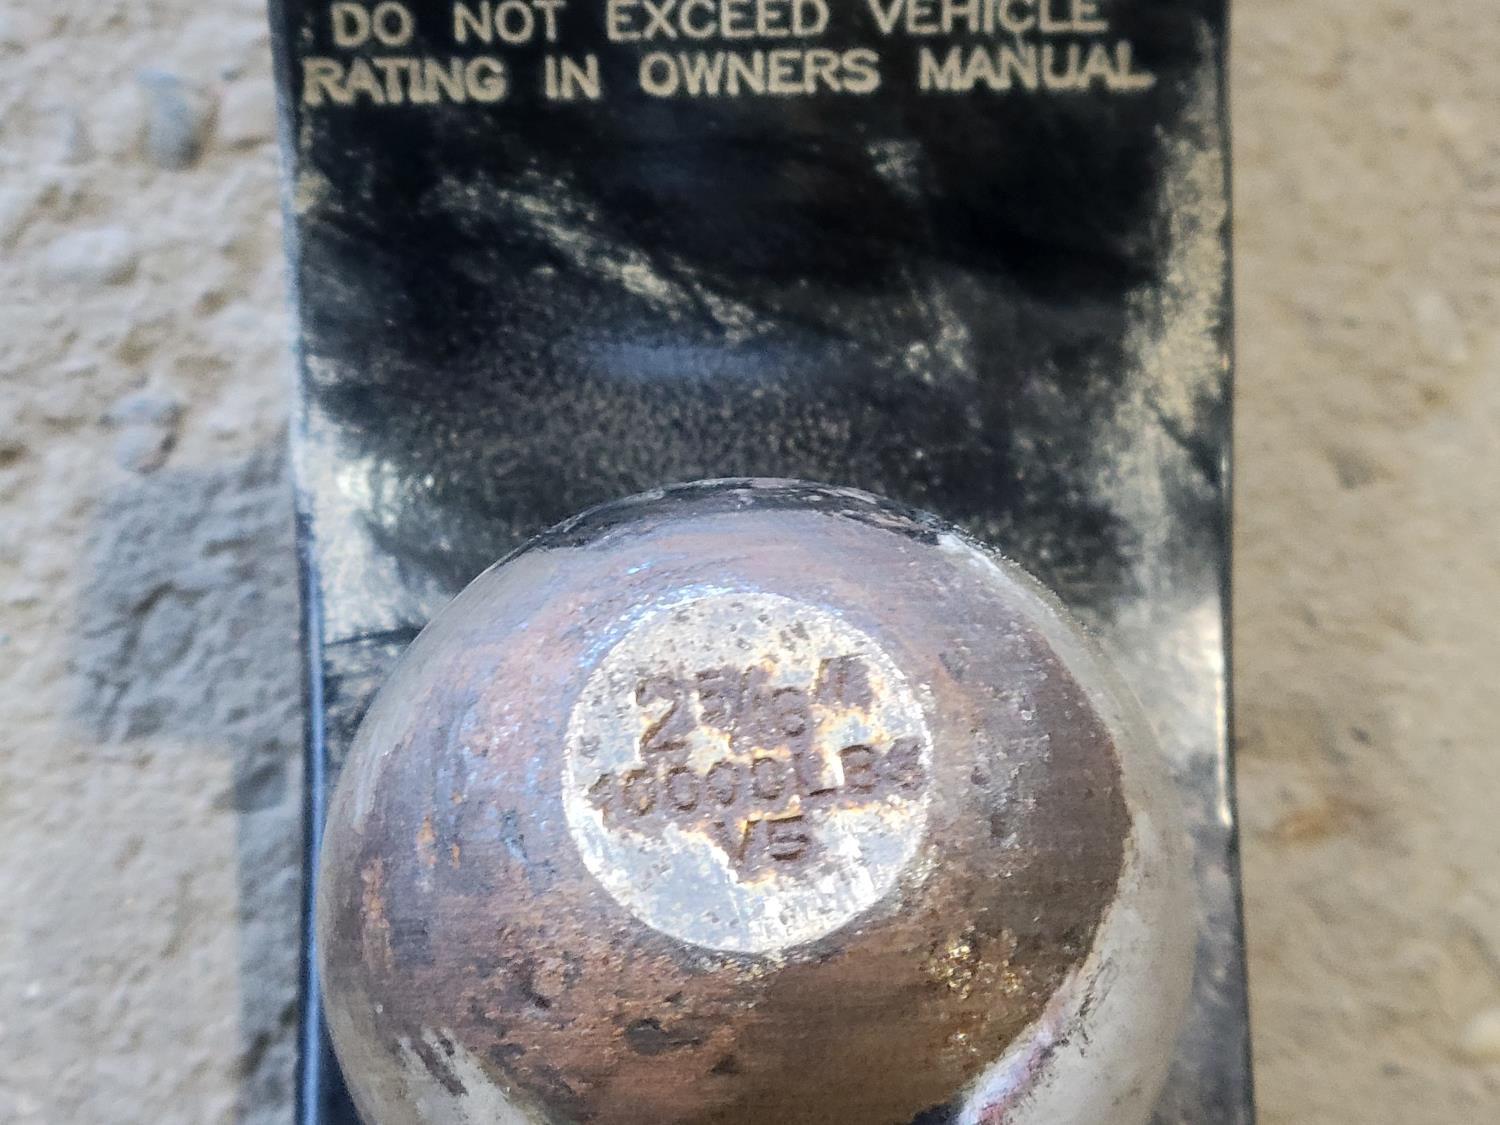 DO NOT EXCEED VEHICLE
RATING IN OWNERS MANUAL
2 5/16"
10000LBS
V5